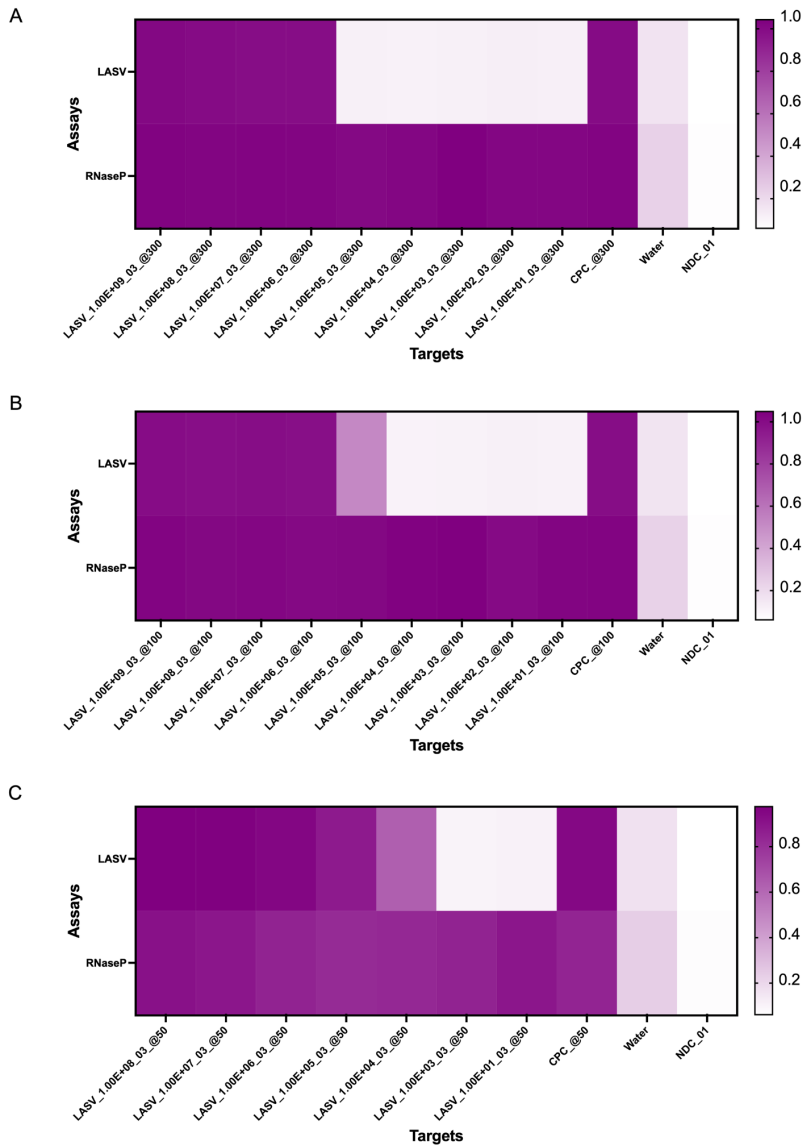 A
LASV
RNaseP
Assays
1.0
0.8
0.6
0.4
0.2
LASV_1.00E+09_03_@300
LASV_1.00E+08_03_@300
LASV_1.00E+07_03_@300
LASV_1.00E+06_03_@300
LASV_1.00E+05_03_@300
LASV_1.00E+04_03_@300
LASV_1.00E+03_03_@300
LASV_1.00E+02_03_@300
LASV_1.00E+01_03_@300
CPC_@300
Water
NDC_01
Targets
B
LASV
RNaseP
Assays
1.0
0.8
0.6
0.4
0.2
LASV_1.00E+09_03_@100
LASV_1.00E+08_03_@100
LASV_1.00E+07_03_@100
LASV_1.00E+06_03_@100
LASV_1.00E+05_03_@100
LASV_1.00E+04_03_@100
LASV_1.00E+03_03_@100
LASV_1.00E+02_03_@100
LASV_1.00E+01_03_@100
CPC_@100
Water
NDC_01
Targets
C
LASV
RNaseP
Assays
0.8
0.6
0.4
0.2
LASV_1.00E+08_03_@50
LASV_1.00E+07_03_@50
LASV_1.00E+06_03_@50
LASV_1.00E+05_03_@50
LASV_1.00E+04_03_@50
LASV_1.00E+03_03_@50
LASV_1.00E+01_03_@50
CPC_@50
Water
NDC_01
Targets